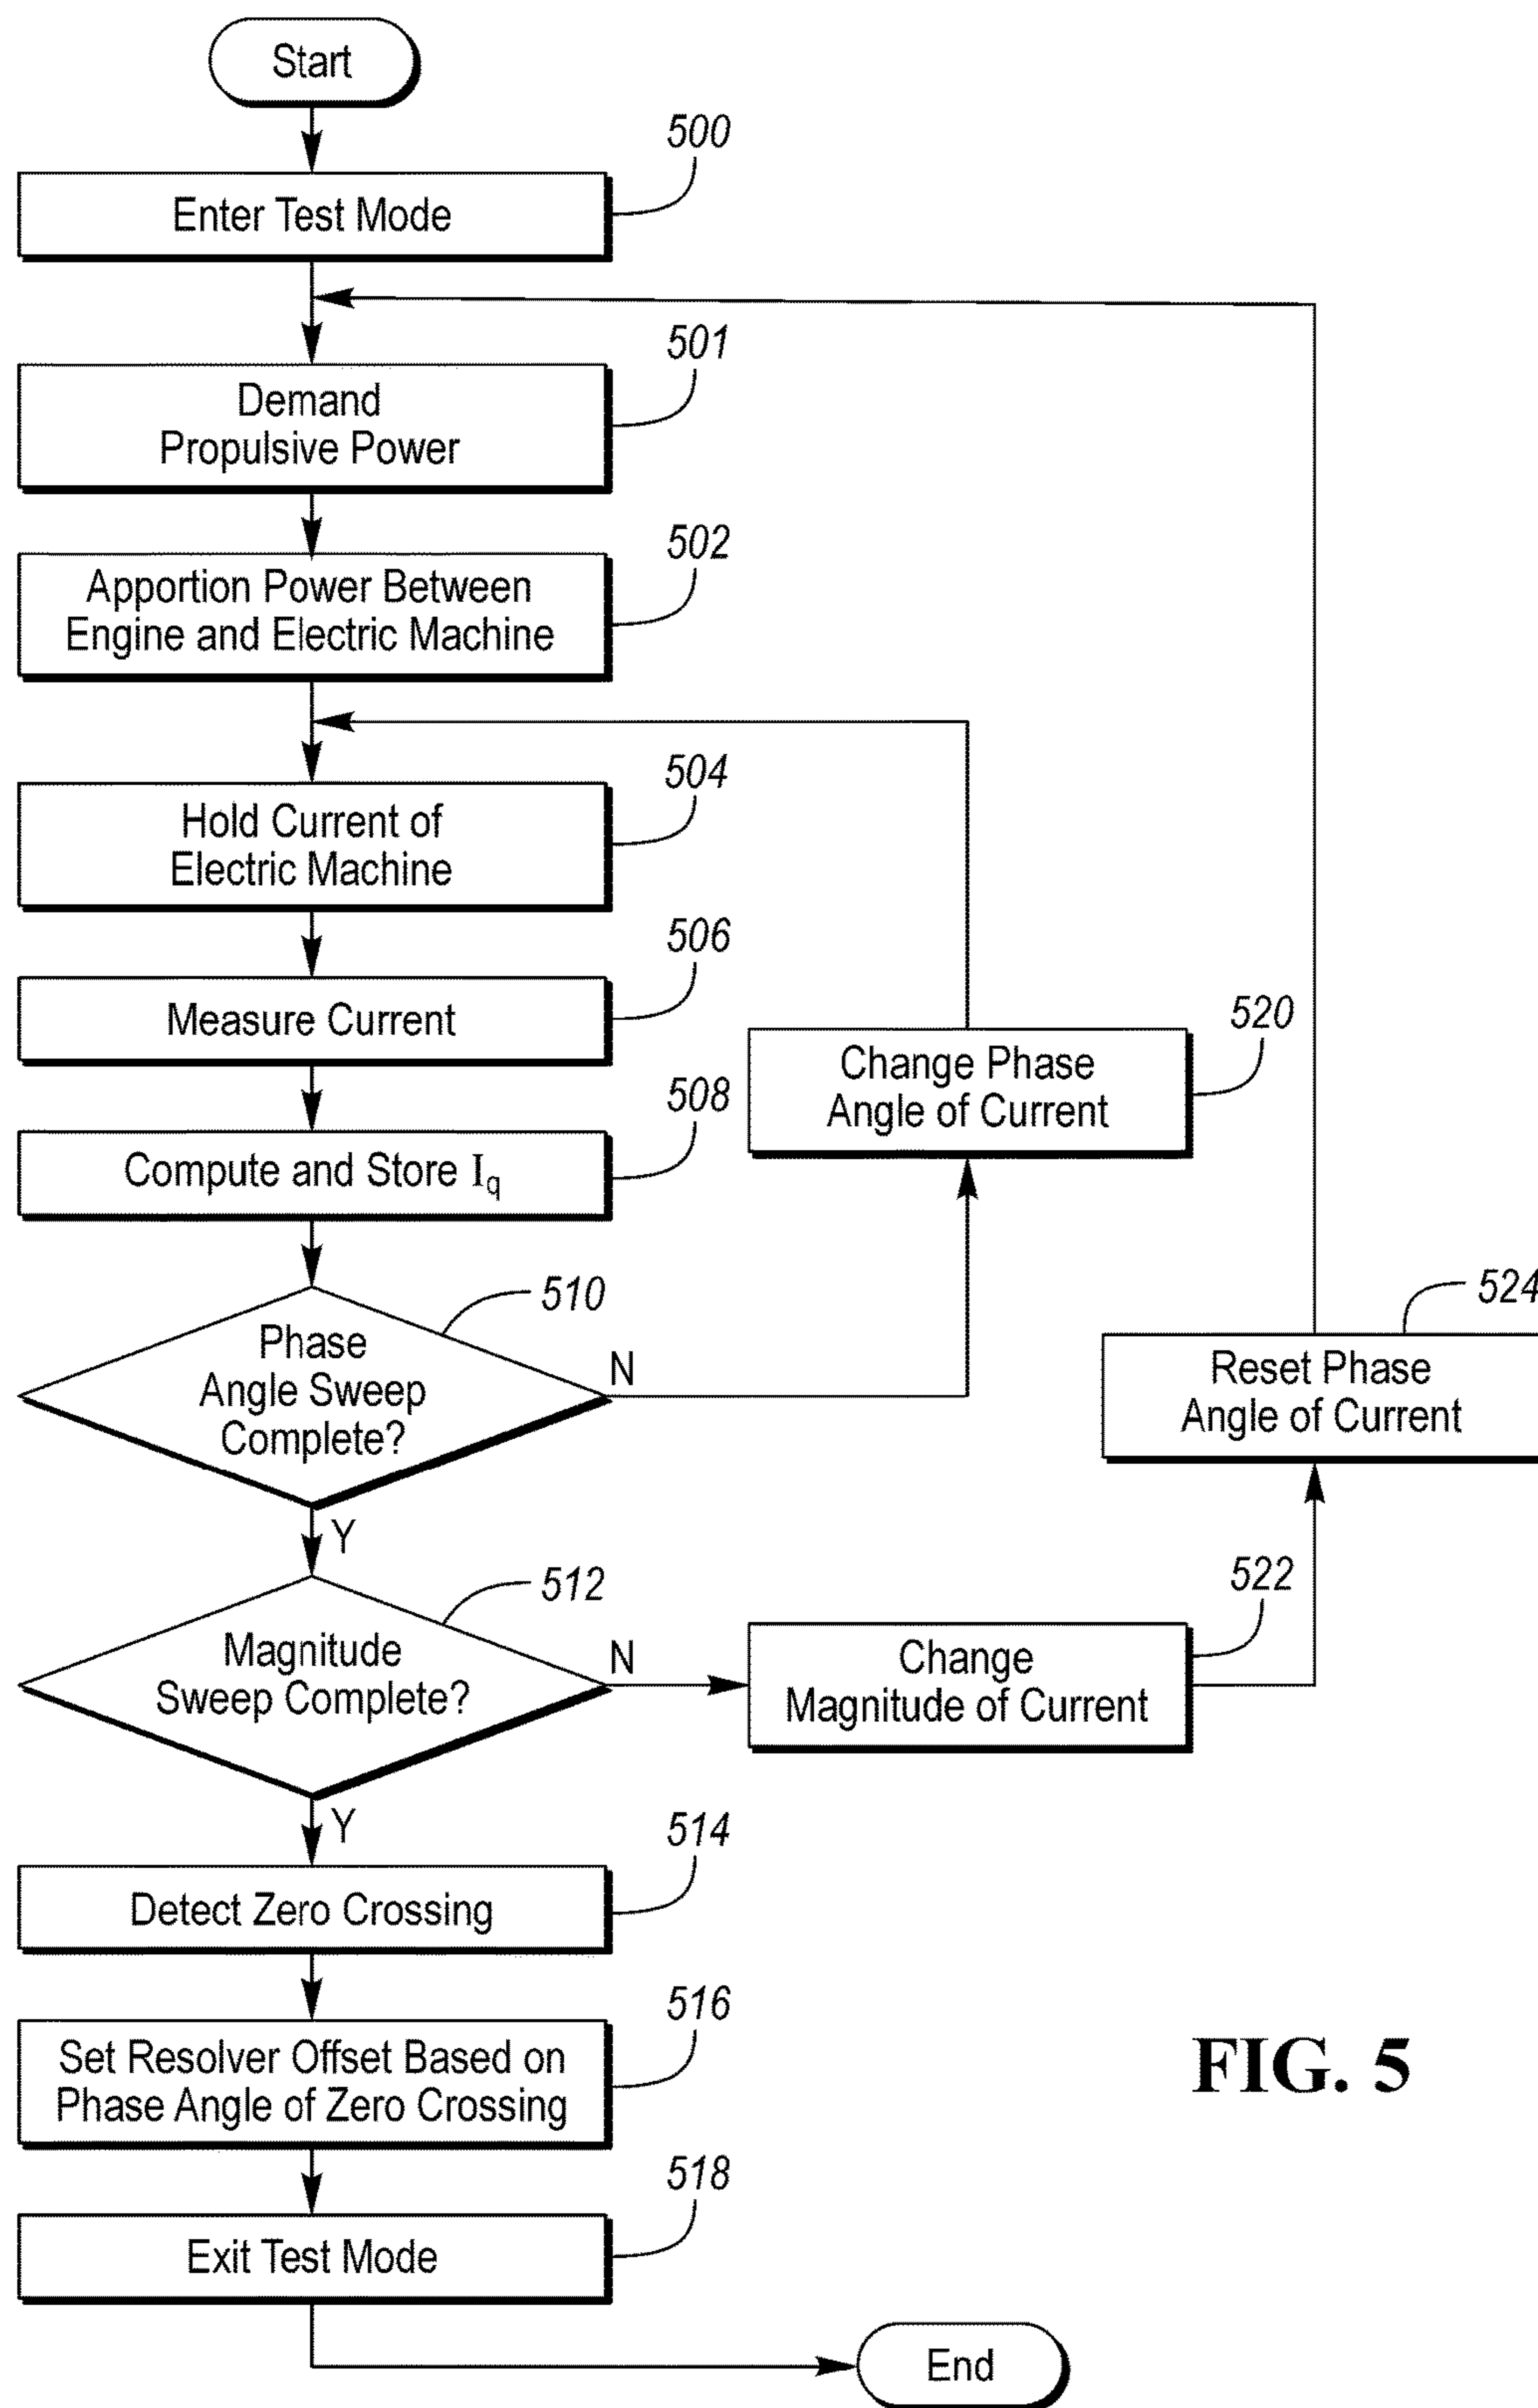 Start
500
Enter Test Mode
501
Demand
Propulsive Power
502
Apportion Power Between
Engine and Electric Machine
504
Hold Current of
Electric Machine
506
Measure Current
520
Change Phase
Angle of Current
508
Compute and Store Iq
510
Phase
Angle Sweep
Complete?
N
524
Reset Phase
Angle of Current
Y
512
Magnitude
Sweep Complete?
N
522
Change
Magnitude of Current
Y
514
Detect Zero Crossing
516
Set Resolver Offset Based on
Phase Angle of Zero Crossing
FIG. 5
518
Exit Test Mode
End